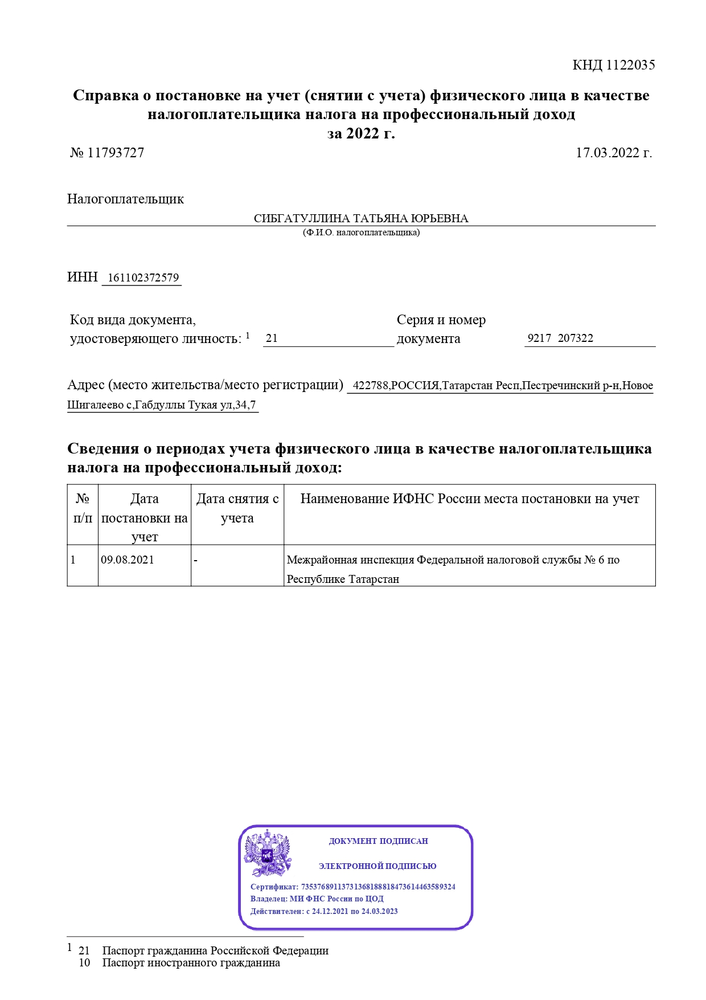 КНД 1122035
Справка о постановке на учет (снятии с учета) физического лица в качестве
налогоплательщика налога на профессиональный доход
за 2022 г.
№ 11793727 17.03.2022 г.
Налогоплательщик
СИБГАТУЛЛИНА ТАТЬЯНА ЮРЬЕВНА
(Ф.И.О. налогоплательщика)
ИНН 161102372579
Код вида документа, Серия и номер
удостоверяющего личность: 1 21 документа 9217 207322
Адрес (место жительства/место регистрации) 422788,РОССИЯ,Татарстан Респ,Пестречинский р-н,Новое
Шигалеево с,Габдуллы Тукая ул,34,7
Сведения о периодах учета физического лица в качестве налогоплательщика
налога на профессиональный доход:
№ Дата Дата снятия с Наименование ИФНС России места постановки на учет
п/п постановки на учета
учет
1 09.08.2021 - Межрайонная инспекция Федеральной налоговой службы № 6 по
Республике Татарстан
ДОКУМЕНТ ПОДПИСАН
ЭЛЕКТРОННОЙ ПОДПИСЬЮ
Сертификат: 73537689113731368188818473614463589324
Владелец: МИ ФНС России по ЦОД
Действителен: с 24.12.2021 по 24.03.2023
1 21 Паспорт гражданина Российской Федерации
10 Паспорт иностранного гражданина